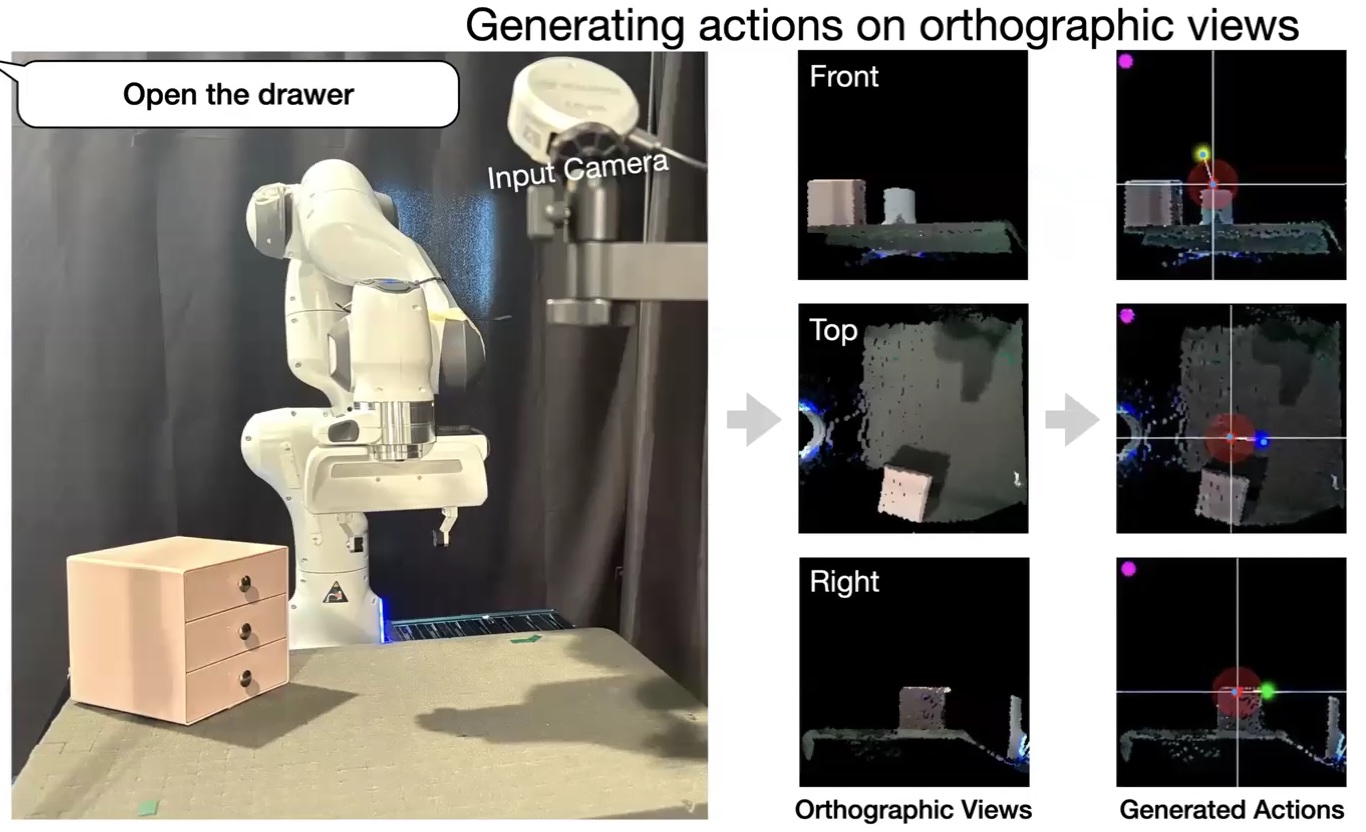 Generating actions on orthographic views
Open the drawer
Input Camera
Front
Top
Right
Orthographic Views
Generated Actions